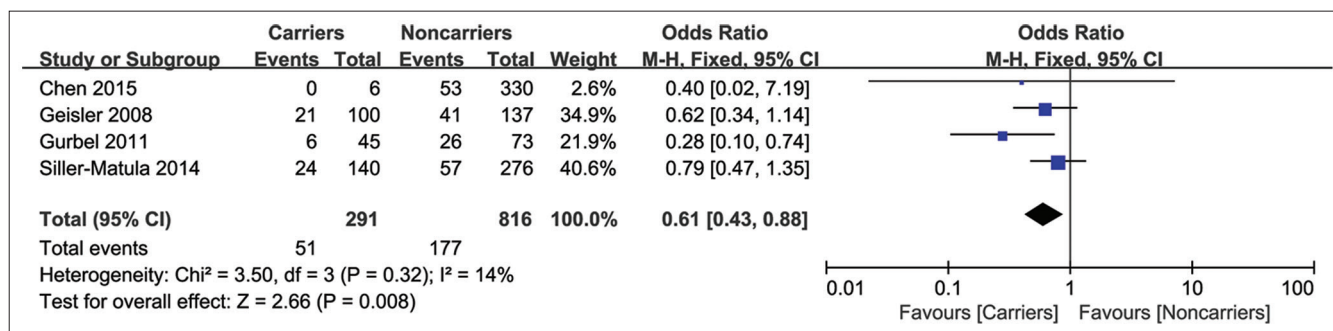 Carriers Noncarriers Odds Ratio Odds Ratio
Study or Subgroup Events Total Events Total Weight M-H, Fixed, 95% CI M-H, Fixed, 95% CI
Chen 2015 0 6 53 330 2.6% 0.40 [0.02, 7.19]
Geisler 2008 21 100 41 137 34.9% 0.62 [0.34, 1.14]
Gurbel 2011 6 45 26 73 21.9% 0.28 [0.10, 0.74]
Siller-Matula 2014 24 140 57 276 40.6% 0.79 [0.47, 1.35]
Total (95% CI) 291 816 100.0% 0.61 [0.43, 0.88]
Total events 51 177
Heterogeneity: Chi² = 3.50, df = 3 (P = 0.32); I² = 14%
Test for overall effect: Z = 2.66 (P = 0.008)
0.01 0.1 1 10 100
Favours [Carriers] Favours [Noncarriers]